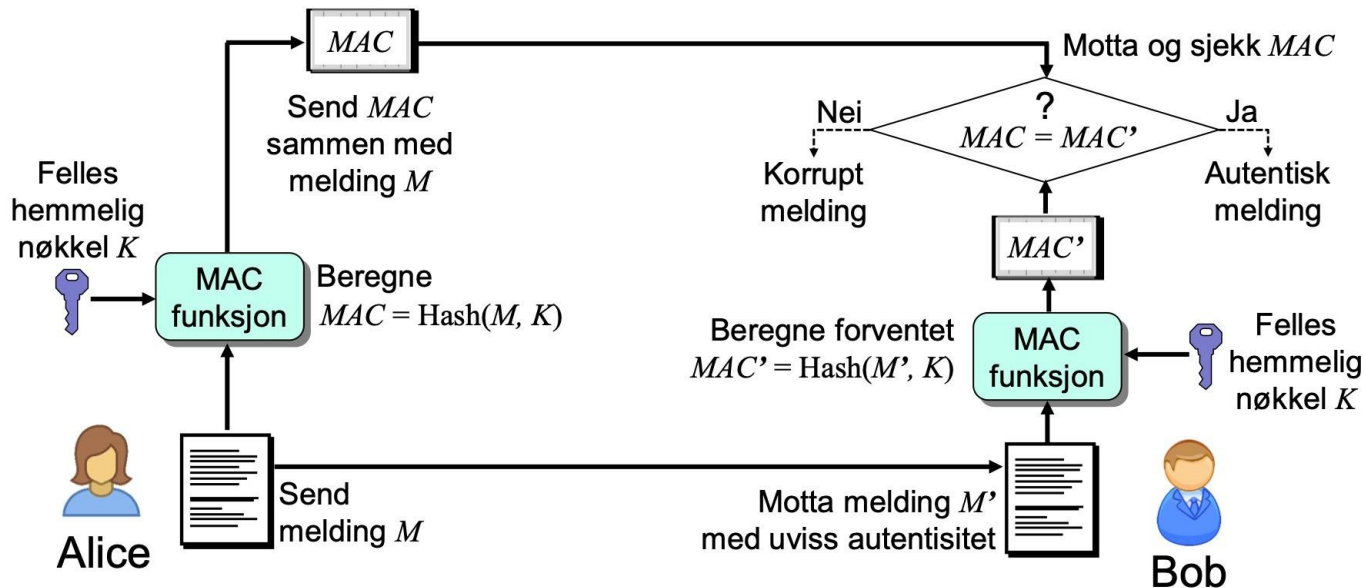 MAC
Send MAC
sammen med
melding M
Felles
hemmelig
nøkkel K
MAC
funksjon
Beregne
MAC = Hash(M, K)
Alice
Send
melding M
Motta og sjekk MAC
?
MAC = MAC’
Nei
Ja
Korrupt
melding
Autentisk
melding
MAC’
Beregne forventet
MAC’ = Hash(M’, K)
MAC
funksjon
Felles
hemmelig
nøkkel K
Motta melding M’
med uviss autentisitet
Bob